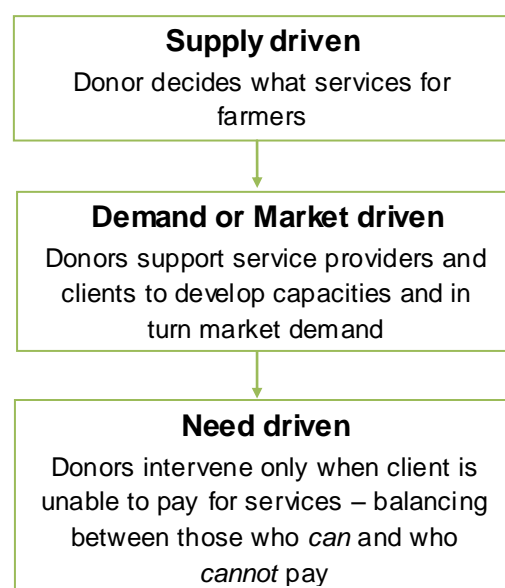 Supply driven
Donor decides what services for
farmers
Demand or Market driven
Donors support service providers and
clients to develop capacities and in
turn market demand
Need driven
Donors intervene only when client is
unable to pay for services – balancing
between those who can and who
cannot pay